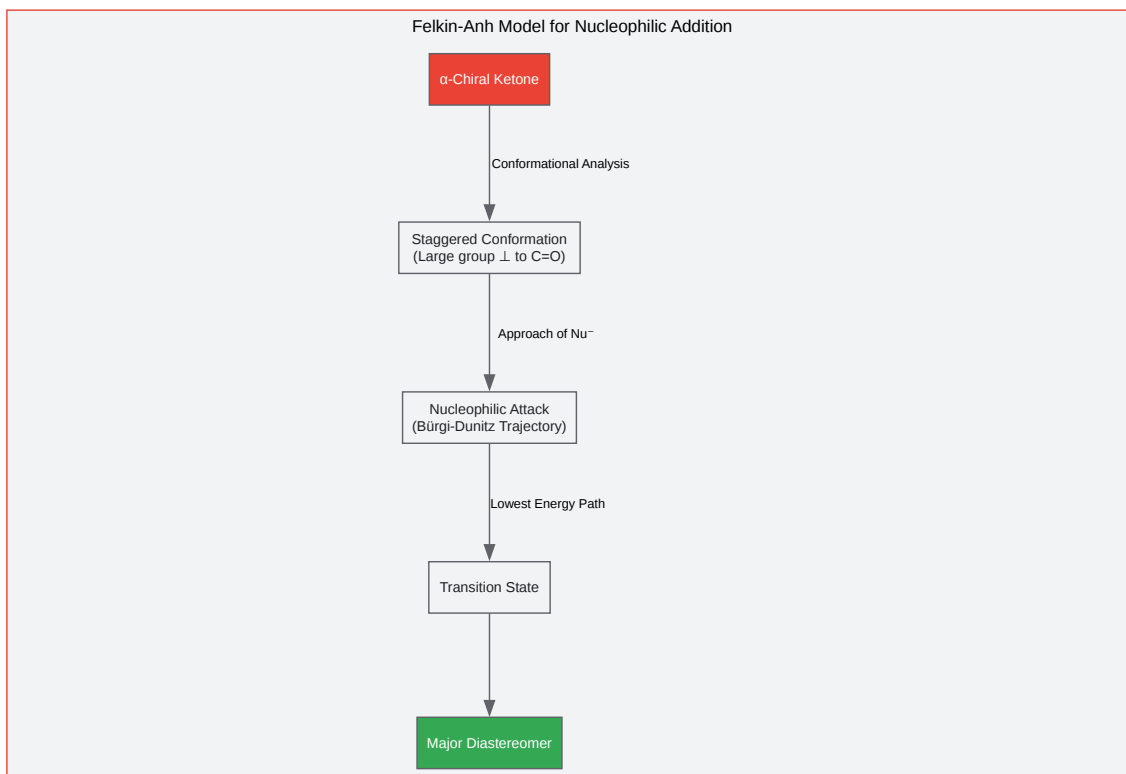 Felkin-Anh Model for Nucleophilic Addition
α-Chiral Ketone
Conformational Analysis
Staggered Conformation
(Large group ⊥ to C=O)
Approach of Nu⁻
Nucleophilic Attack
(Bürgi-Dunitz Trajectory)
Lowest Energy Path
Transition State
Major Diastereomer